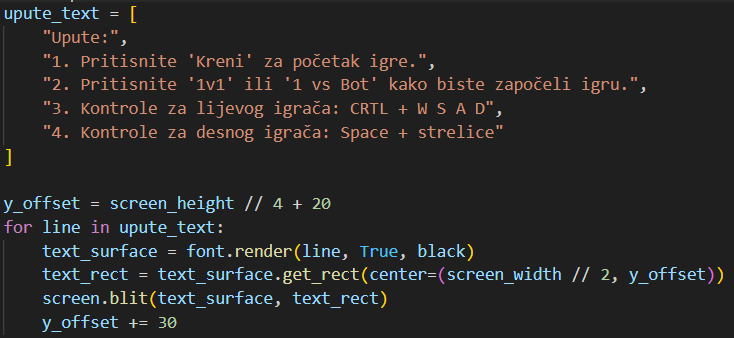 upute_text = [
    "Upute:",
    "1. Pritisnite 'Kreni' za početak igre.",
    "2. Pritisnite '1v1' ili '1 vs Bot' kako biste započeli igru.",
    "3. Kontrole za lijevog igrača: CRTL + W S A D",
    "4. Kontrole za desnog igrača: Space + strelice"
]

y_offset = screen_height // 4 + 20
for line in upute_text:
    text_surface = font.render(line, True, black)
    text_rect = text_surface.get_rect(center=(screen_width // 2, y_offset))
    screen.blit(text_surface, text_rect)
    y_offset += 30